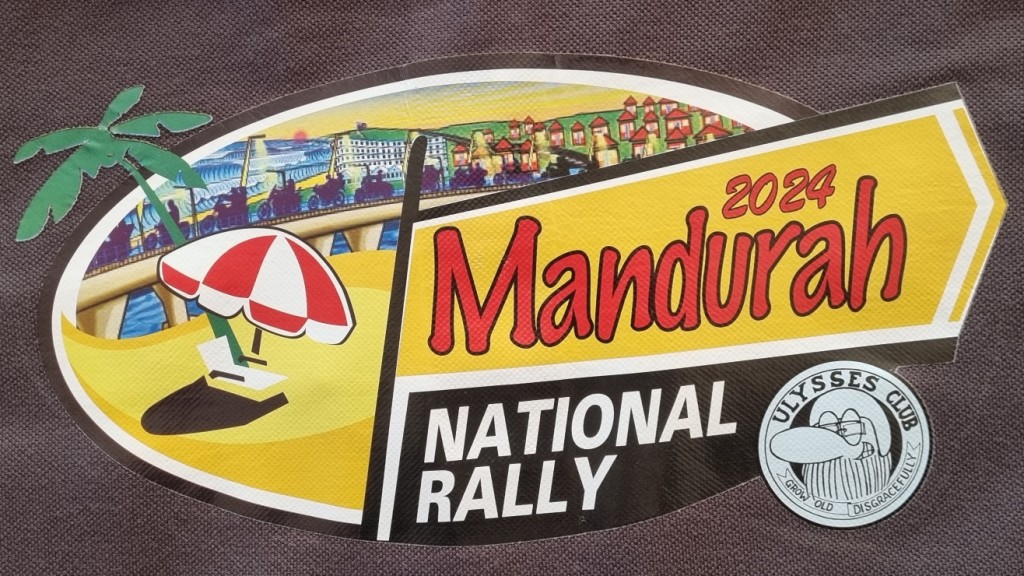 2024
Mandurah
NATIONAL
RALLY
ULYSSES CLUB
GROW OLD DISGRACEFULLY